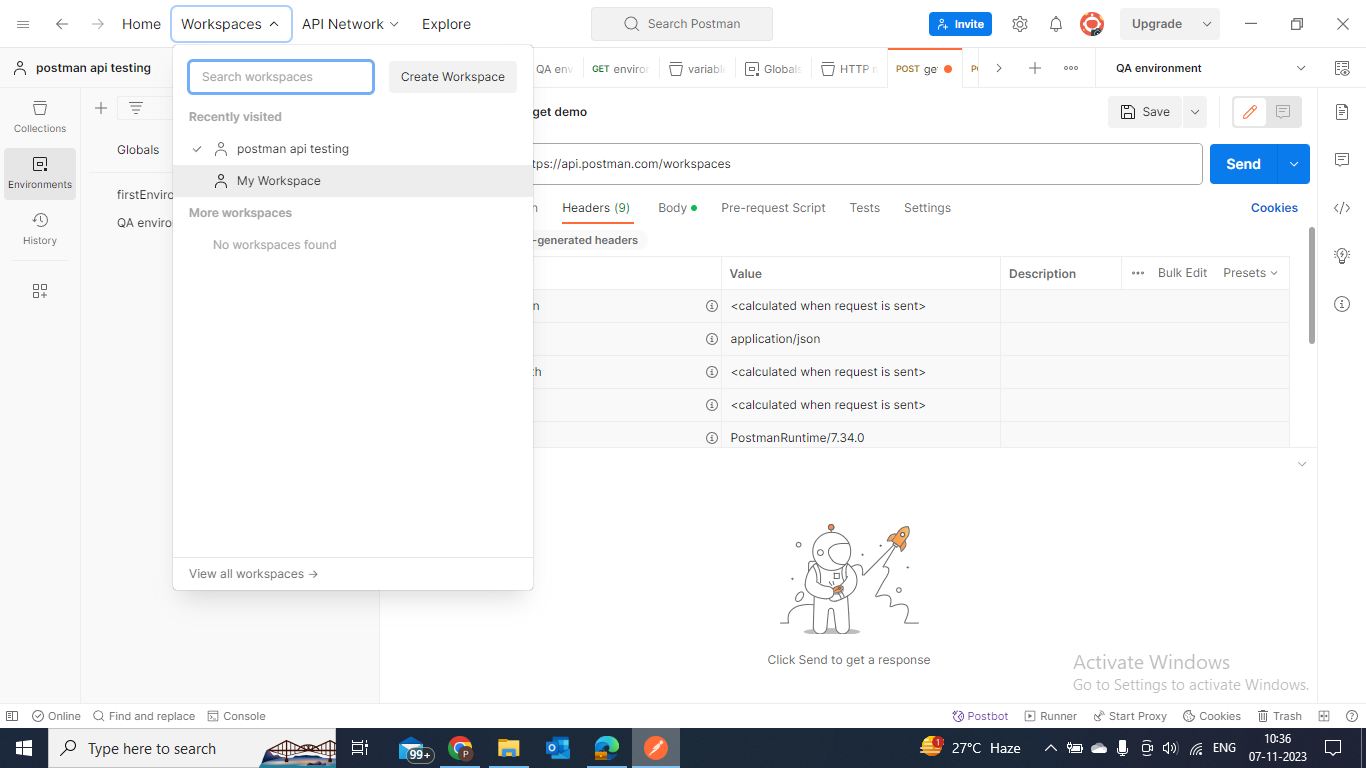 Home Workspaces API Network Explore Search Postman Invite Upgrade
postman api testing Search workspaces Create Workspace QA env GET environ variabl Globals HTTP POST get QA environment
Collections
Environments
History
Globals
firstEnviro
QA enviro
Recently visited
postman api testing
My Workspace
More workspaces
No workspaces found
View all workspaces →
get demo Save
tps://api.postman.com/workspaces Send
Headers (9) Body Pre-request Script Tests Settings Cookies
-generated headers
Value Description Bulk Edit Presets
<calculated when request is sent>
application/json
<calculated when request is sent>
<calculated when request is sent>
PostmanRuntime/7.34.0
Click Send to get a response
Activate Windows
Go to Settings to activate Windows.
Online Find and replace Console Postbot Runner Start Proxy Cookies Trash
Type here to search 99+ P 1 27°C Haze ENG 10:36
07-11-2023